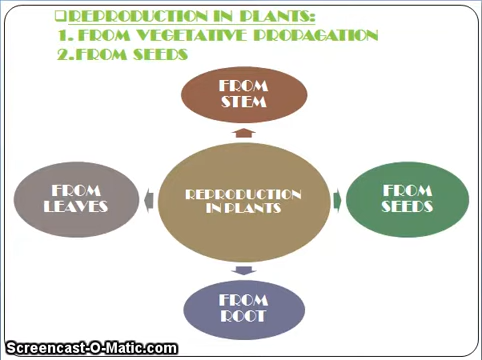 ❑REPRODUCTION IN PLANTS:
1. FROM VEGETATIVE PROPAGATION
2.FROM SEEDS
FROM
STEM
FROM
LEAVES
REPRODUCTION
IN PLANTS
FROM
SEEDS
FROM
ROOT
Screencast-O-Matic.com